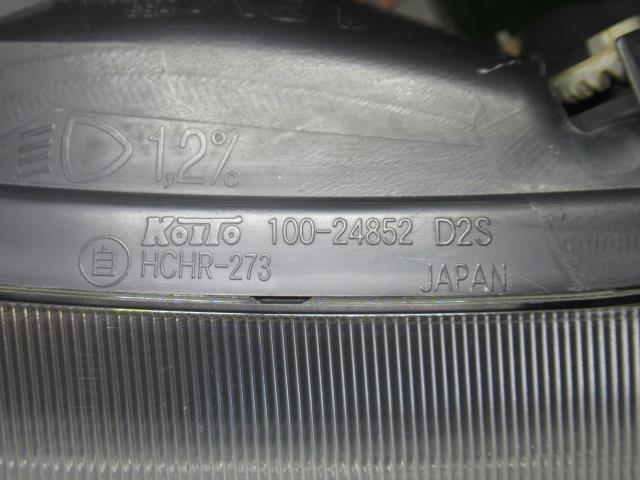 1,2%
KOITO 100-24852 D2S
自 HCHR-273 JAPAN